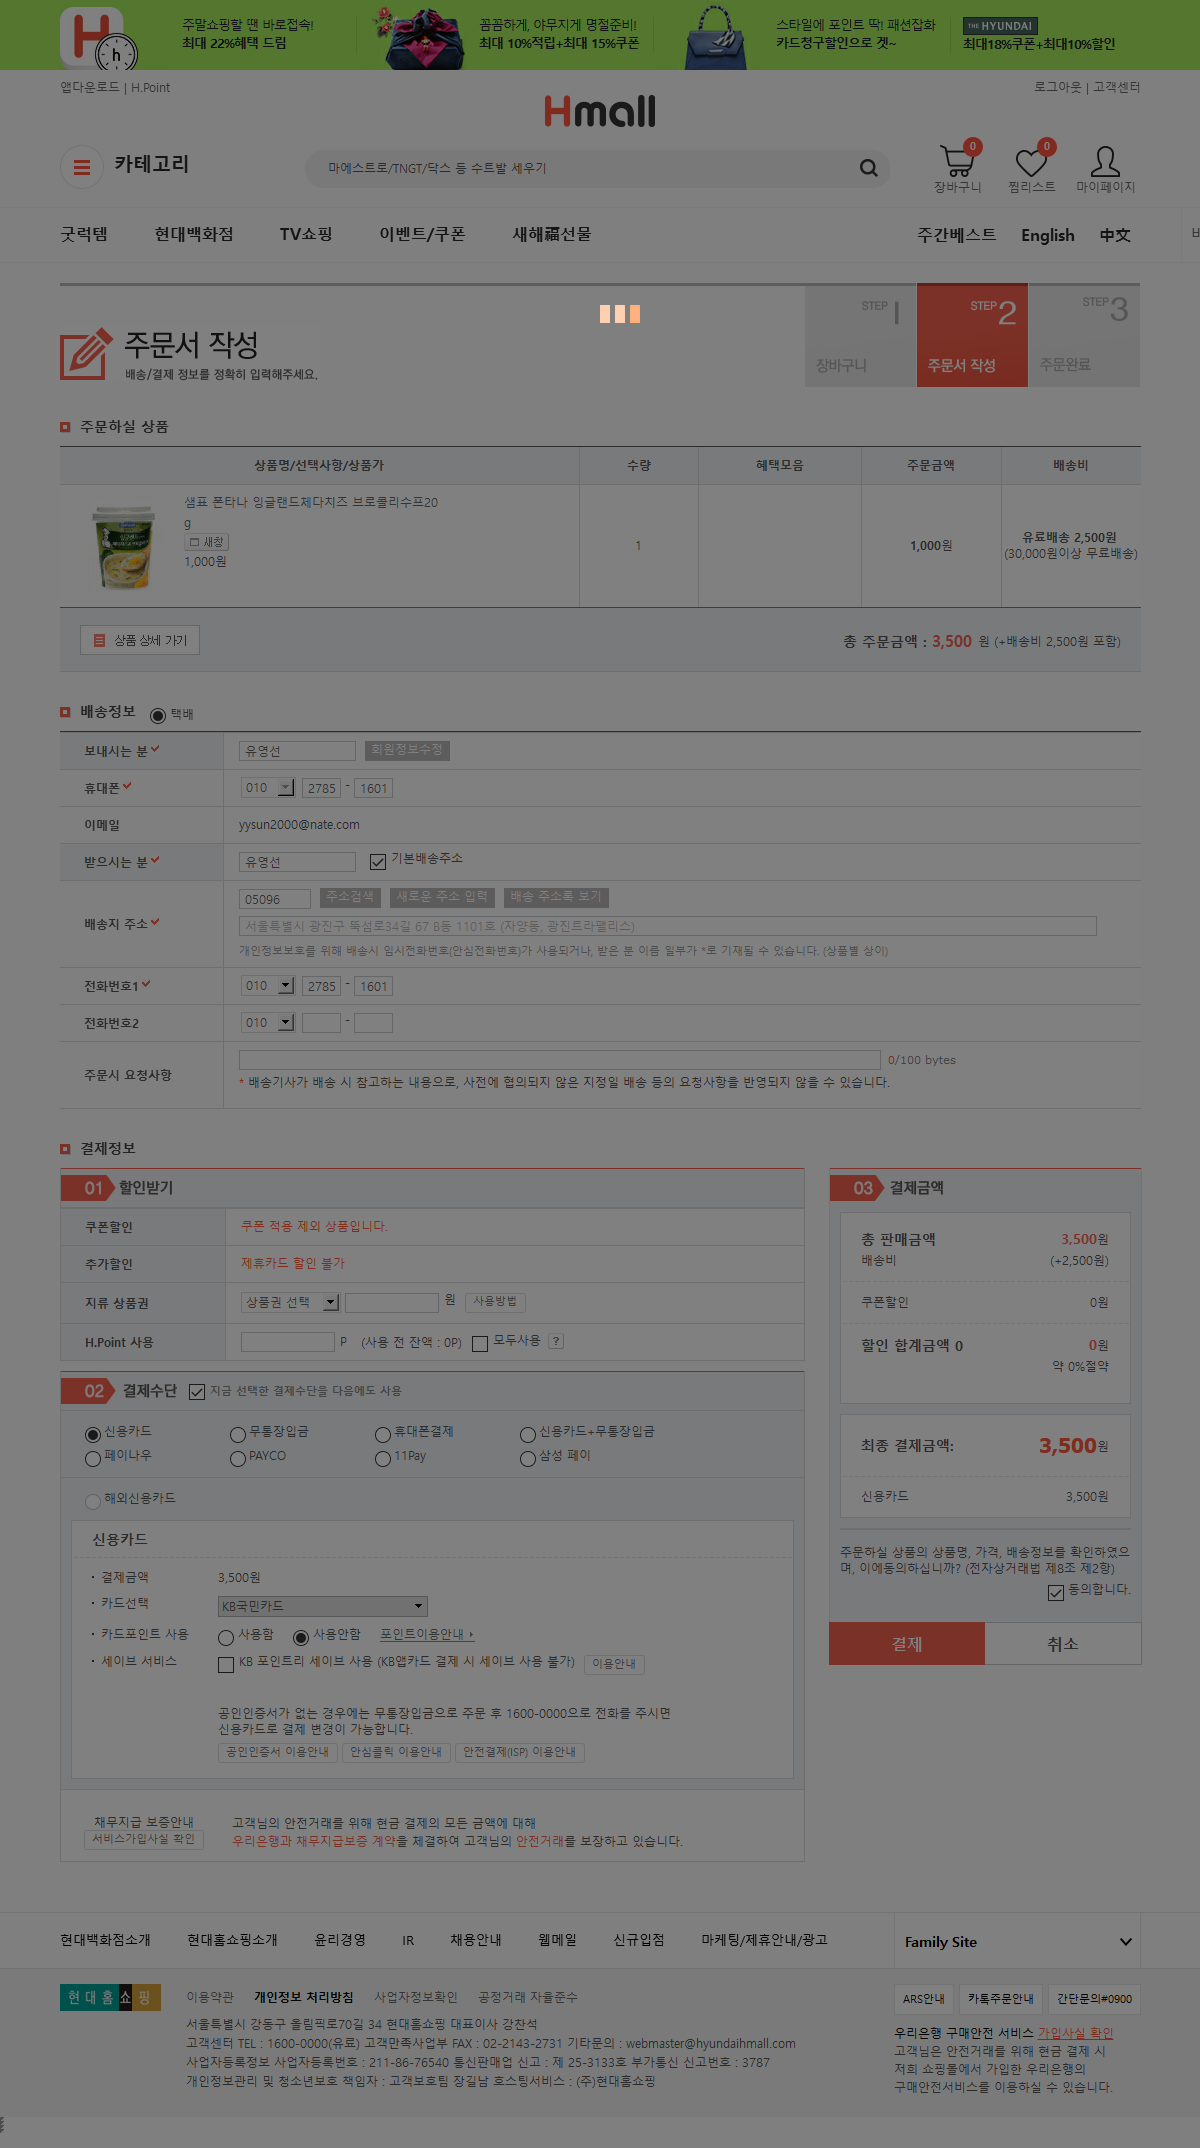 주말쇼핑할 땐 바로접속!
최대 22%혜택 드림
꼼꼼하게, 야무지게 명절준비!
최대 10%적립+최대 15%쿠폰
스타일에 포인트 딱! 패션잡화
카드청구할인으로 겟~
THE HYUNDAI
최대18%쿠폰+최대10%할인
앱다운로드 | H.Point
로그아웃 | 고객센터
Hmall
카테고리
마에스트로/TNGT/닥스 등 수트발 세우기
0
0
장바구니
찜리스트
마이페이지
굿럭템
현대백화점
TV쇼핑
이벤트/쿠폰
새해福선물
주간베스트
English
中文
주문서 작성
배송/결제 정보를 정확히 입력해주세요.
STEP 1
장바구니
STEP 2
주문서 작성
STEP 3
주문완료
주문하실 상품
상품명/선택사항/상품가
수량
혜택모음
주문금액
배송비
샘표 폰타나 잉글랜드체다치즈 브로콜리수프20
g
새창
1,000원
1
1,000원
유료배송 2,500원
(30,000원이상 무료배송)
상품 상세 가기
총 주문금액 : 3,500 원 (+배송비 2,500원 포함)
배송정보
택배
보내시는 분
유영선
회원정보수정
휴대폰
010
2785 - 1601
이메일
yysun2000@nate.com
받으시는 분
유영선
기본배송주소
배송지 주소
05096
주소검색
새로운 주소 입력
배송 주소록 보기
서울특별시 광진구 뚝섬로34길 67 B동 1101호 (자양동, 광진트라팰리스)
개인정보보호를 위해 배송시 임시전화번호(안심전화번호)가 사용되거나, 받은 분 이름 일부가 *로 기재될 수 있습니다. (상품별 상이)
전화번호1
010
2785 - 1601
전화번호2
010
-
주문시 요청사항
0/100 bytes
* 배송기사가 배송 시 참고하는 내용으로, 사전에 협의되지 않은 지정일 배송 등의 요청사항을 반영되지 않을 수 있습니다.
결제정보
01 할인받기
쿠폰할인
쿠폰 적용 제외 상품입니다.
추가할인
제휴카드 할인 불가
지류 상품권
상품권 선택
원
사용방법
H.Point 사용
P (사용 전 잔액 : 0P)
모두사용
?
02 결제수단
지금 선택한 결제수단을 다음에도 사용
신용카드
무통장입금
휴대폰결제
신용카드+무통장입금
페이나우
PAYCO
11Pay
삼성 페이
해외신용카드
신용카드
· 결제금액
3,500원
· 카드선택
KB국민카드
· 카드포인트 사용
사용함
사용안함
포인트이용안내
· 세이브 서비스
KB 포인트리 세이브 사용 (KB앱카드 결제 시 세이브 사용 불가)
이용안내
공인인증서가 없는 경우에는 무통장입금으로 주문 후 1600-0000으로 전화를 주시면
신용카드로 결제 변경이 가능합니다.
공인인증서 이용안내
안심클릭 이용안내
안전결제(ISP) 이용안내
채무지급 보증안내
서비스가입사실 확인
고객님의 안전거래를 위해 현금 결제의 모든 금액에 대해
우리은행과 채무지급보증 계약을 체결하여 고객님의 안전거래를 보장하고 있습니다.
03 결제금액
총 판매금액
3,500원
배송비
(+2,500원)
쿠폰할인
0원
할인 합계금액 0
0원
약 0%절약
최종 결제금액:
3,500원
신용카드
3,500원
주문하실 상품의 상품명, 가격, 배송정보를 확인하였으
며, 이에동의하십니까? (전자상거래법 제8조 제2항)
동의합니다.
결제
취소
현대백화점소개
현대홈쇼핑소개
윤리경영
IR
채용안내
웹메일
신규입점
마케팅/제휴안내/광고
Family Site
현대홈쇼핑
이용약관
개인정보 처리방침
사업자정보확인
공정거래 자율준수
서울특별시 강동구 올림픽로70길 34 현대홈쇼핑 대표이사 강찬석
고객센터 TEL : 1600-0000(유료) 고객만족사업부 FAX : 02-2143-2731 기타문의 : webmaster@hyundaihmall.com
사업자등록정보 사업자등록번호 : 211-86-76540 통신판매업 신고 : 제 25-3133호 부가통신 신고번호 : 3787
개인정보관리 및 청소년보호 책임자 : 고객보호팀 장길남 호스팅서비스 : (주)현대홈쇼핑
ARS안내
카톡주문안내
간단문의#0900
우리은행 구매안전 서비스 가입사실 확인
고객님은 안전거래를 위해 현금 결제 시
저희 쇼핑몰에서 가입한 우리은행의
구매안전서비스를 이용하실 수 있습니다.